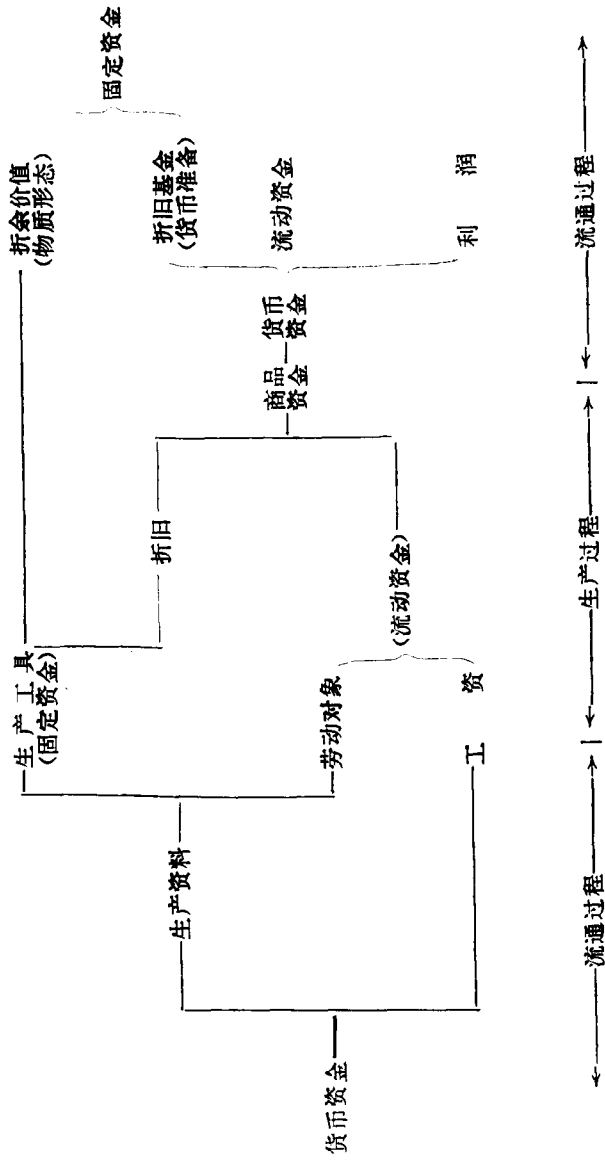 货币资金
生产资料
生产工具
(固定资金)
劳动对象
工 资
折旧
(流动资金)
商品
资金
货币
资金
折余价值
(物质形态)
折旧基金
(货币准备)
固定资金
流动资金
利 润
流通过程
生产过程
流通过程